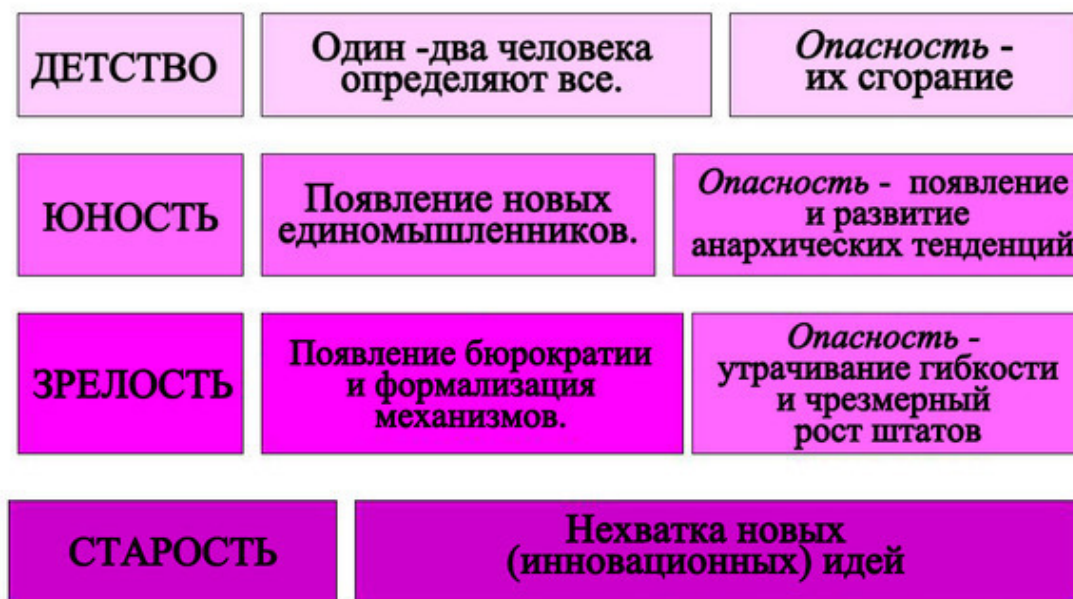 ДЕТСТВО
Один -два человека
определяют все.
Опасность -
их сгорание
ЮНОСТЬ
Появление новых
единомышленников.
Опасность - появление
и развитие
анархических тенденций
ЗРЕЛОСТЬ
Появление бюрократии
и формализация
механизмов.
Опасность -
утрачивание гибкости
и чрезмерный
рост штатов
СТАРОСТЬ
Нехватка новых
(инновационных) идей